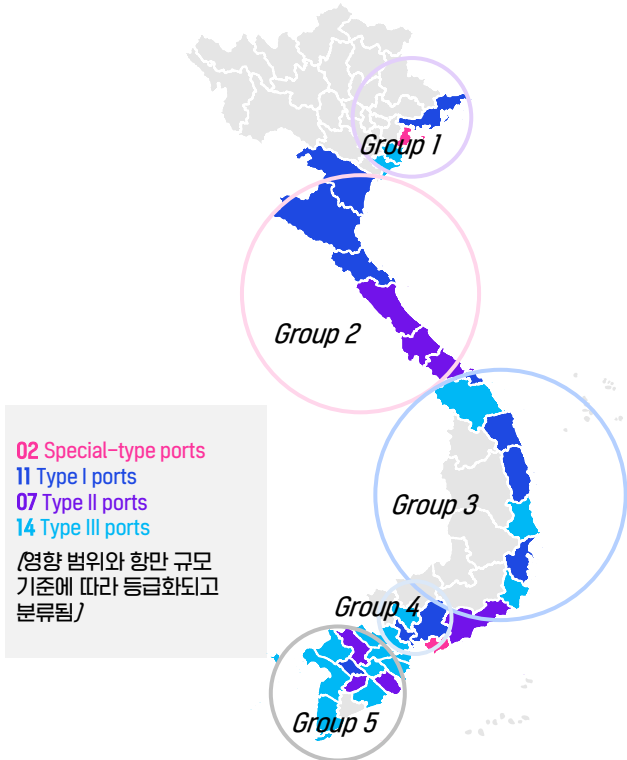 Group 1
Group 2
Group 3
Group 4
Group 5
02 Special-type ports
11 Type I ports
07 Type II ports
14 Type III ports
(영향 범위와 항만 규모
기준에 따라 등급화되고
분류됨)